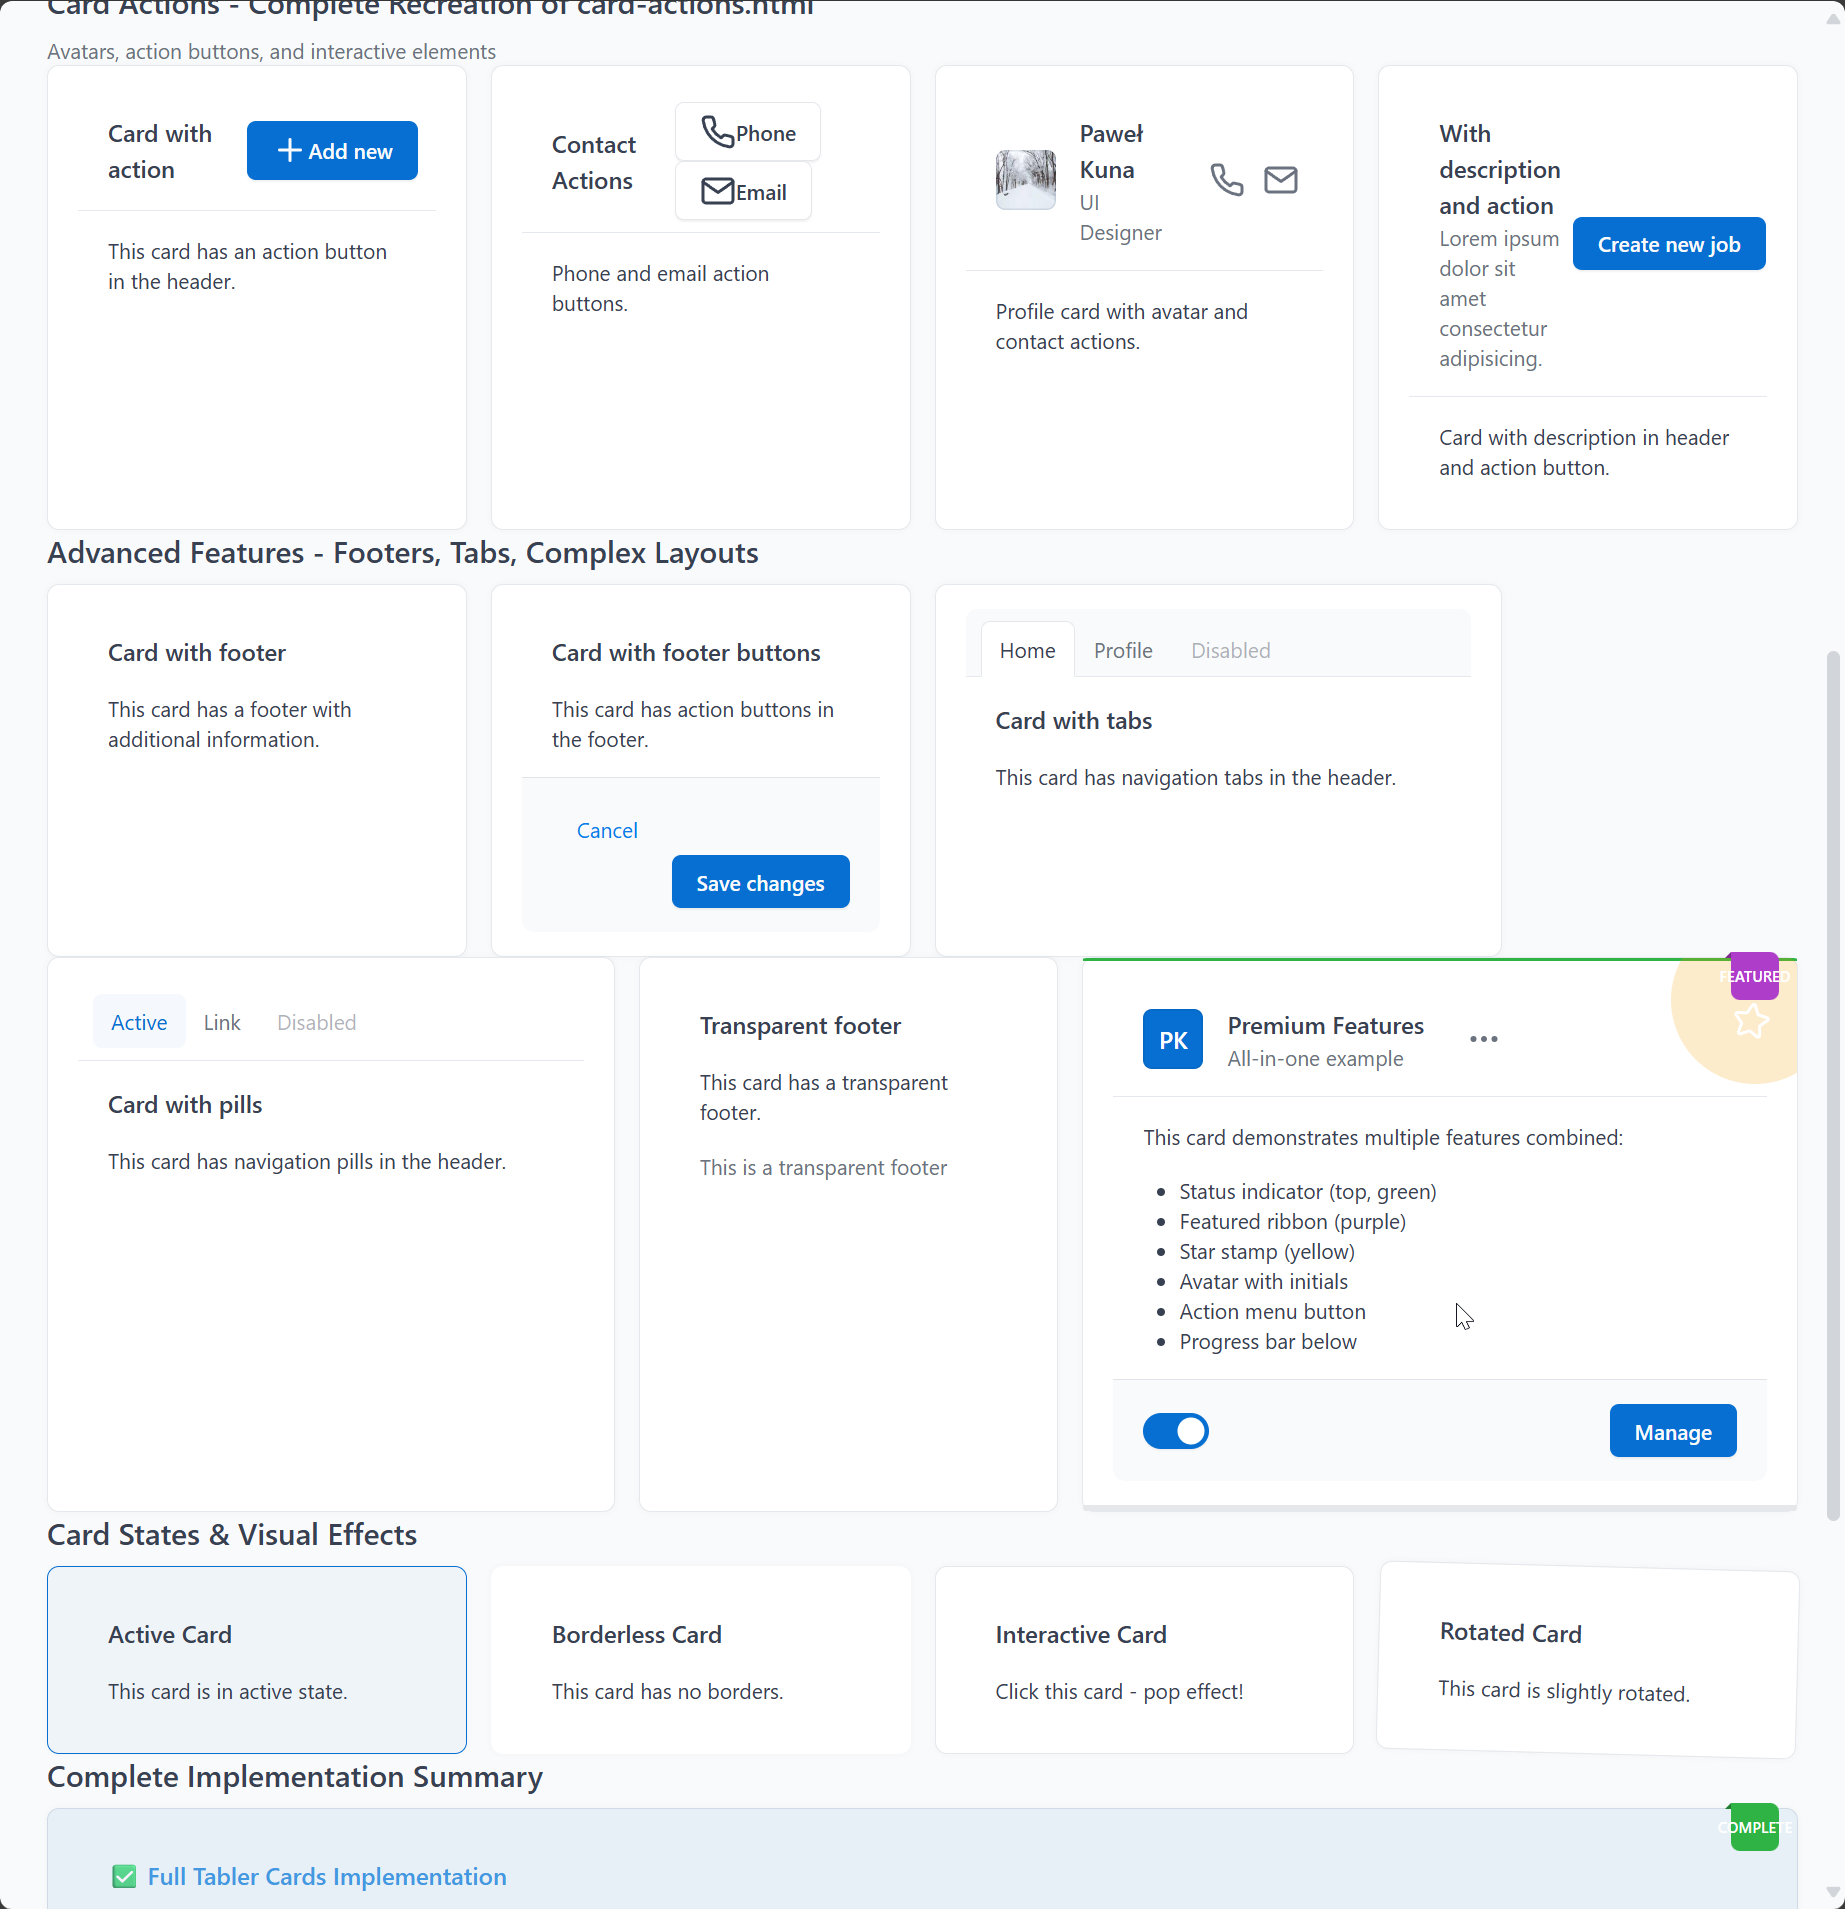 Card Actions - Complete Recreation of card-actions.html
Avatars, action buttons, and interactive elements
Card with
action
Add new
This card has an action button
in the header.
Contact
Actions
Phone
Email
Phone and email action
buttons.
Paweł
Kuna
UI
Designer
Profile card with avatar and
contact actions.
With
description
and action
Lorem ipsum
dolor sit
amet
consectetur
adipisicing.
Create new job
Card with description in header
and action button.
Advanced Features - Footers, Tabs, Complex Layouts
Card with footer
This card has a footer with
additional information.
Card with footer buttons
This card has action buttons in
the footer.
Cancel
Save changes
Home Profile Disabled
Card with tabs
This card has navigation tabs in the header.
Active Link Disabled
Card with pills
This card has navigation pills in the header.
Transparent footer
This card has a transparent
footer.
This is a transparent footer
FEATURED
PK
Premium Features
All-in-one example
This card demonstrates multiple features combined:
Status indicator (top, green)
Featured ribbon (purple)
Star stamp (yellow)
Avatar with initials
Action menu button
Progress bar below
Manage
Card States & Visual Effects
Active Card
This card is in active state.
Borderless Card
This card has no borders.
Interactive Card
Click this card - pop effect!
Rotated Card
This card is slightly rotated.
Complete Implementation Summary
COMPLETE
✅ Full Tabler Cards Implementation